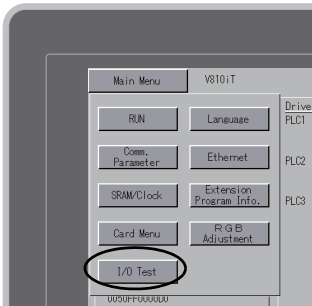 Main Menu
V810iT
Drive
RUN
Language
PLC1
Comm.
Parameter
Ethernet
PLC2
SRAM/Clock
Extension
Program Info.
PLC3
Card Menu
RGB
Adjustment
I/O Test